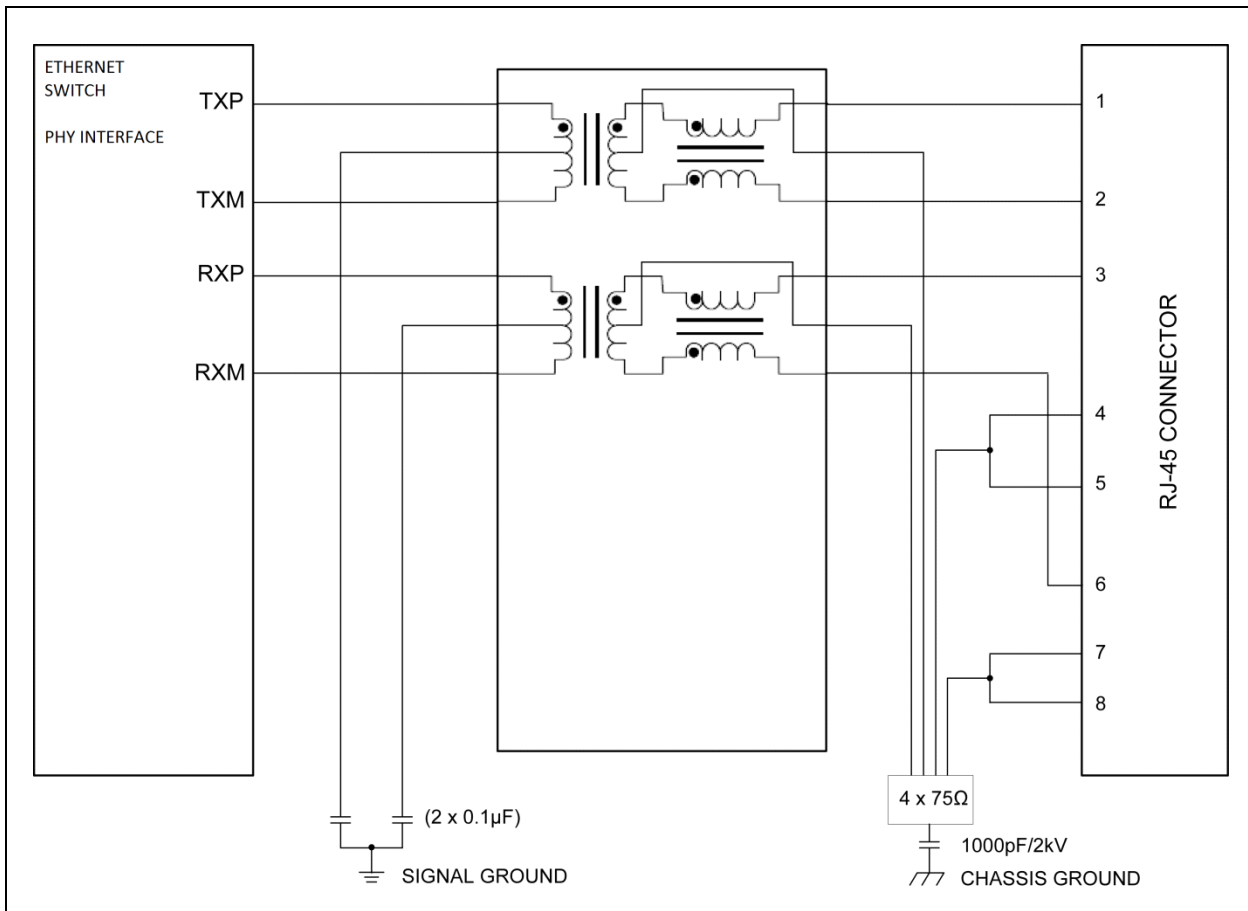 ETHERNET
SWITCH
PHY INTERFACE
TXP
TXM
RXP
RXM
1
2
3
4
5
6
7
8
RJ-45 CONNECTOR
4 x 75Ω
(2 x 0.1µF)
1000pF/2kV
SIGNAL GROUND
CHASSIS GROUND